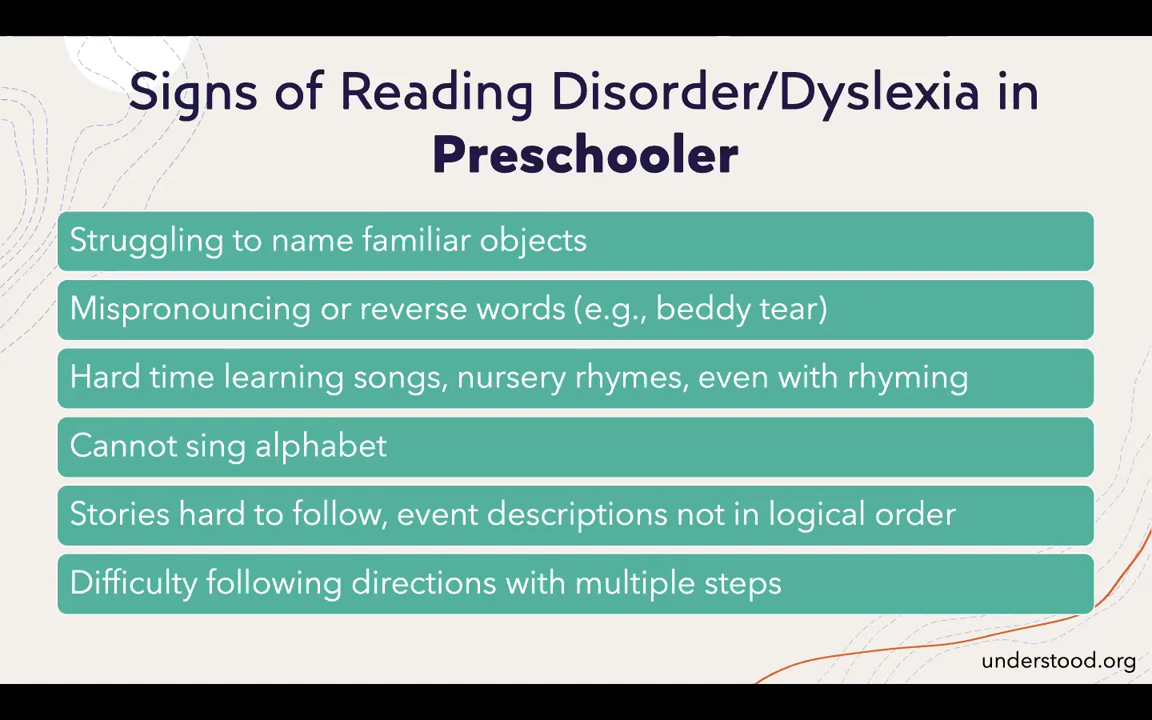 Signs of Reading Disorder/Dyslexia in
Preschooler
Struggling to name familiar objects
Mispronouncing or reverse words (e.g., beddy tear)
Hard time learning songs, nursery rhymes, even with rhyming
Cannot sing alphabet
Stories hard to follow, event descriptions not in logical order
Difficulty following directions with multiple steps
understood.org